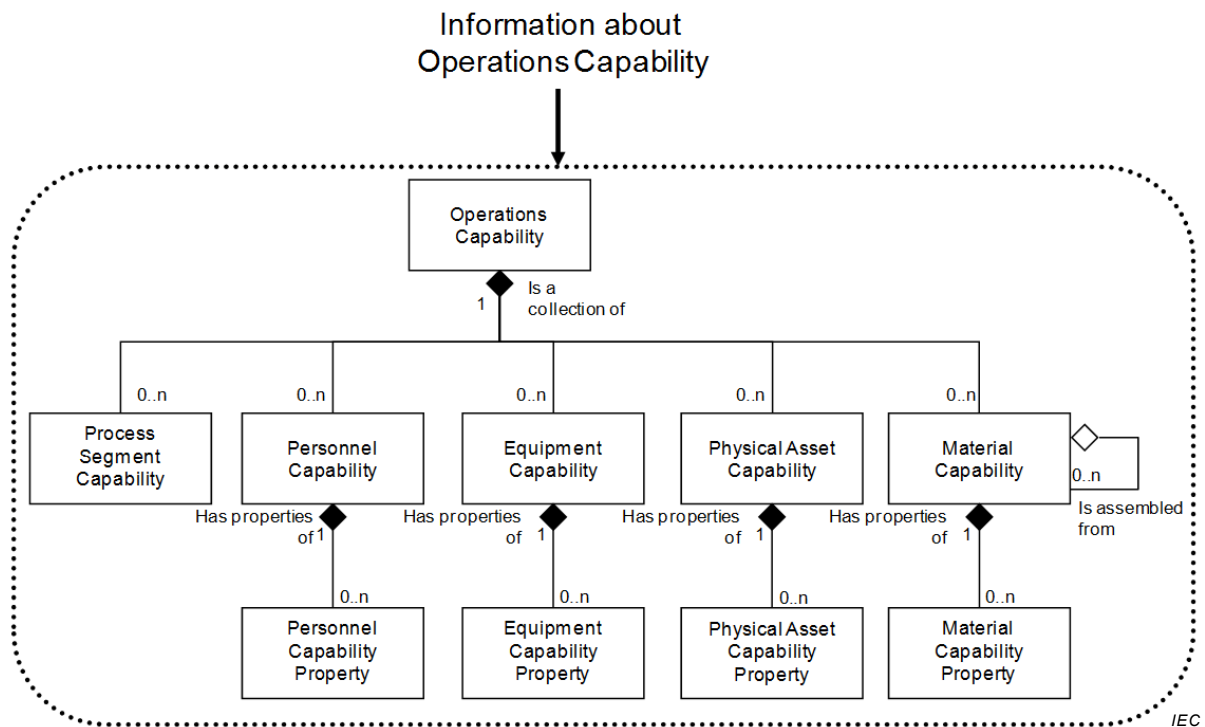 Information about
Operations Capability
Operations
Capability
1
Is a
collection of
0..n
0..n
0..n
0..n
0..n
Process
Segment
Capability
Personnel
Capability
Equipment
Capability
Physical Asset
Capability
Material
Capability
0..n
Is assembled
from
Has properties
of
1
Has properties
of
1
Has properties
of
1
Has properties
of
1
0..n
0..n
0..n
0..n
Personnel
Capability
Property
Equipment
Capability
Property
Physical Asset
Capability
Property
Material
Capability
Property
IEC